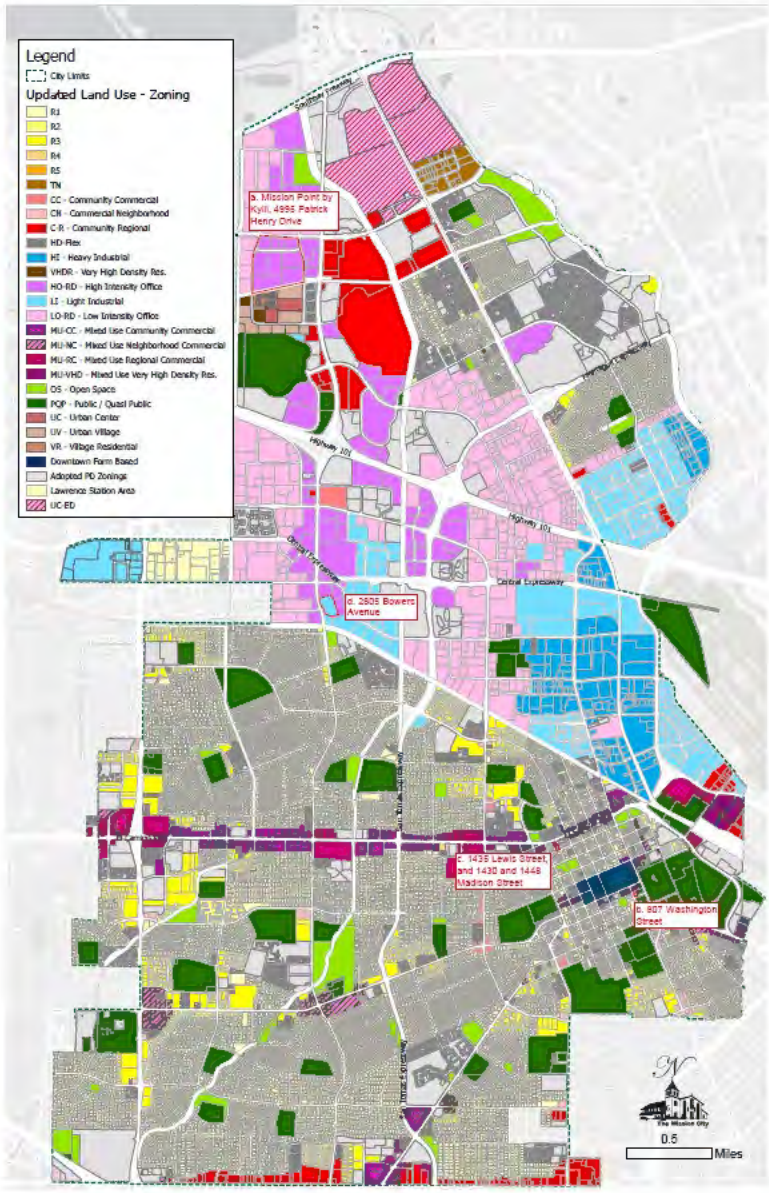 Legend
City Limits
Updated Land Use - Zoning
R1
R2
R3
R4
R5
TN
CC - Community Commercial
CN - Commercial Neighborhood
C-R - Community Regional
HD-Flex
HI - Heavy Industrial
VHDR - Very High Density Res.
HO-RD - High Intensity Office
LI - Light Industrial
LO-RD - Low Intensity Office
MU-CC - Mixed Use Community Commercial
MU-NC - Mixed Use Neighborhood Commercial
MU-RC - Mixed Use Regional Commercial
MU-VHD - Mixed Use Very High Density Res.
OS - Open Space
PQP - Public / Quasi Public
UC - Urban Center
UV - Urban Village
VR - Village Residential
Downtown Form Based
Adopted PD Zonings
Lawrence Station Area
UC-ED
a. Mission Point by
Kylli, 4995 Patrick
Henry Drive
Highway 101
Highway 101
Central Expressway
Central Expressway
d. 2805 Bowers
Avenue
c. 1435 Lewis Street,
and 1430 and 1448
Madison Street
b. 907 Washington
Street
N
The Mission City
0.5
Miles